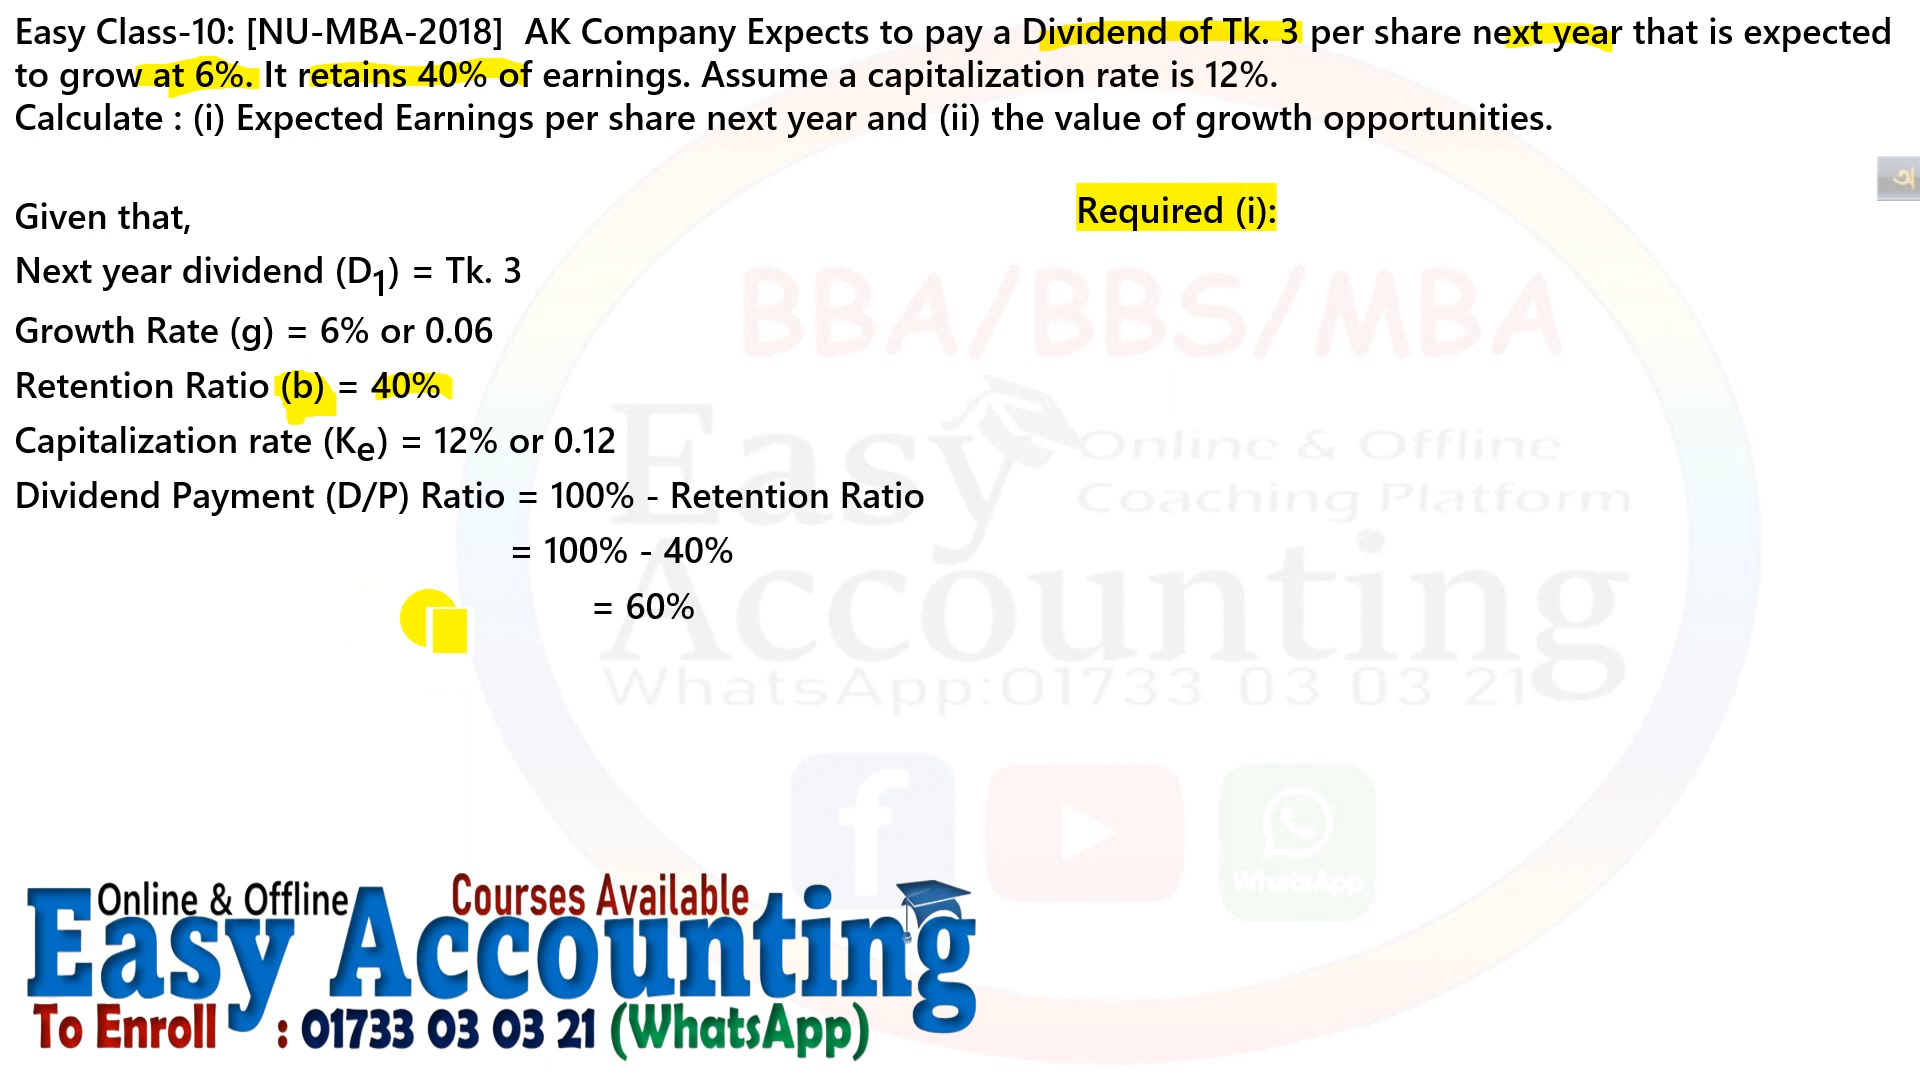 Easy Class-10: [NU-MBA-2018] AK Company Expects to pay a Dividend of Tk. 3 per share next year that is expected
to grow at 6%. It retains 40% of earnings. Assume a capitalization rate is 12%.
Calculate : (i) Expected Earnings per share next year and (ii) the value of growth opportunities.
অ
Given that,
Next year dividend (D1) = Tk. 3
Growth Rate (g) = 6% or 0.06
Retention Ratio (b) = 40%
Capitalization rate (Ke) = 12% or 0.12
Dividend Payment (D/P) Ratio = 100% - Retention Ratio
= 100% - 40%
= 60%
Required (i):
BBA/BBS/MBA
Easy
Online & Offline
Coaching Platform
Accounting
WhatsApp:01733 03 03 21
f
WhatsApp
Online & Offline
Courses Available
Easy Accounting
To Enroll : 01733 03 03 21 (WhatsApp)